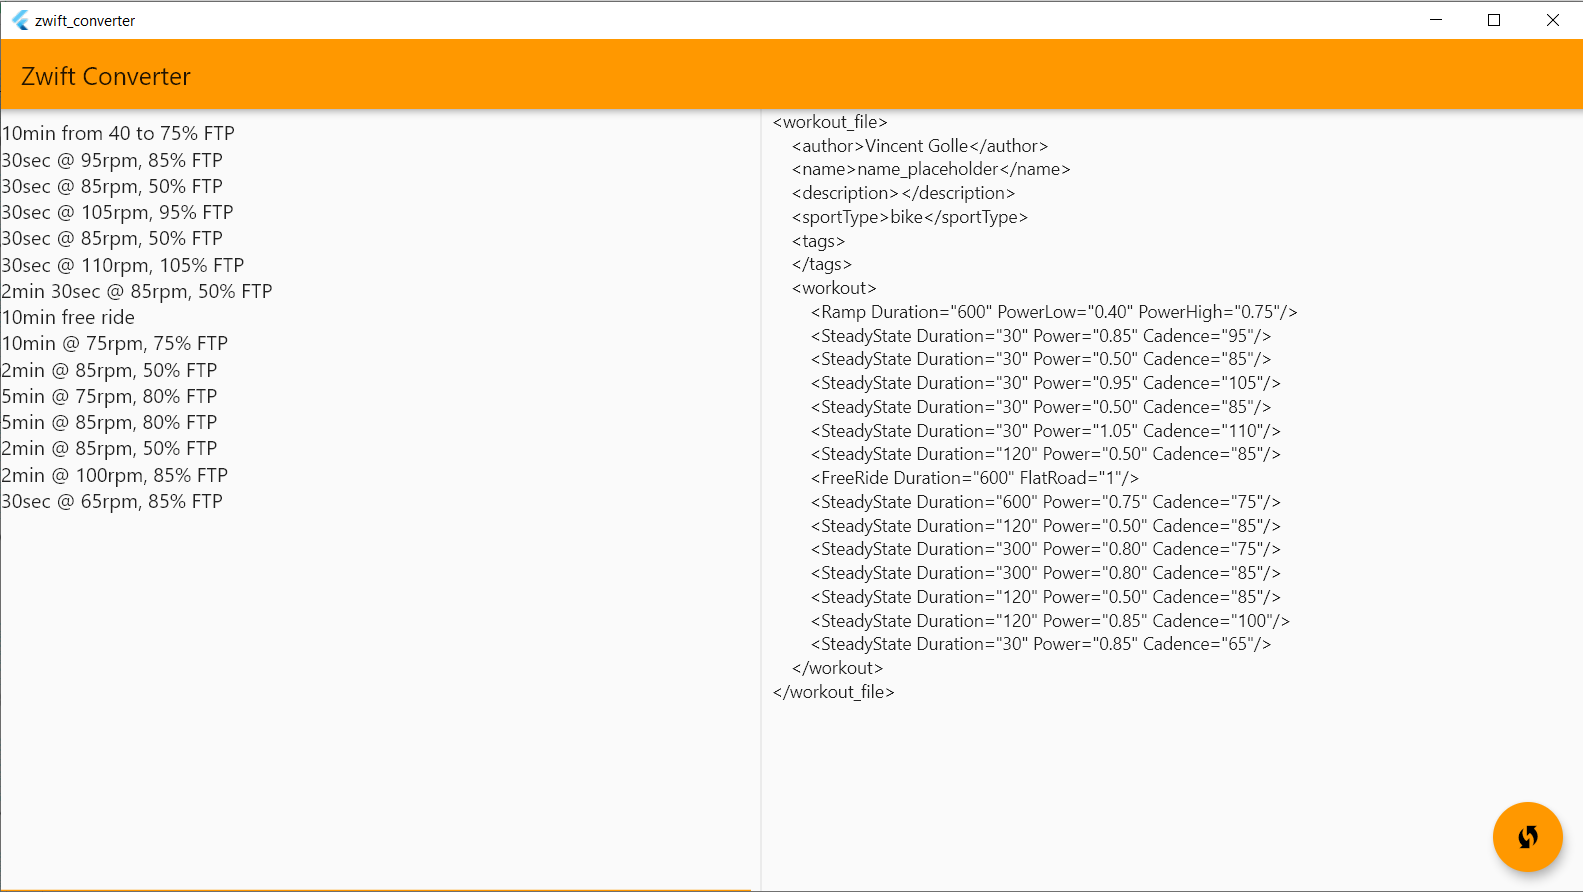 zwift_converter
Zwift Converter
10min from 40 to 75% FTP
30sec @ 95rpm, 85% FTP
30sec @ 85rpm, 50% FTP
30sec @ 105rpm, 95% FTP
30sec @ 85rpm, 50% FTP
30sec @ 110rpm, 105% FTP
2min 30sec @ 85rpm, 50% FTP
10min free ride
10min @ 75rpm, 75% FTP
2min @ 85rpm, 50% FTP
5min @ 75rpm, 80% FTP
5min @ 85rpm, 80% FTP
2min @ 85rpm, 50% FTP
2min @ 100rpm, 85% FTP
30sec @ 65rpm, 85% FTP
<workout_file>
<author>Vincent Golle</author>
<name>name_placeholder</name>
<description></description>
<sportType>bike</sportType>
<tags>
</tags>
<workout>
<Ramp Duration="600" PowerLow="0.40" PowerHigh="0.75"/>
<SteadyState Duration="30" Power="0.85" Cadence="95"/>
<SteadyState Duration="30" Power="0.50" Cadence="85"/>
<SteadyState Duration="30" Power="0.95" Cadence="105"/>
<SteadyState Duration="30" Power="0.50" Cadence="85"/>
<SteadyState Duration="30" Power="1.05" Cadence="110"/>
<SteadyState Duration="120" Power="0.50" Cadence="85"/>
<FreeRide Duration="600" FlatRoad="1"/>
<SteadyState Duration="600" Power="0.75" Cadence="75"/>
<SteadyState Duration="120" Power="0.50" Cadence="85"/>
<SteadyState Duration="300" Power="0.80" Cadence="75"/>
<SteadyState Duration="300" Power="0.80" Cadence="85"/>
<SteadyState Duration="120" Power="0.50" Cadence="85"/>
<SteadyState Duration="120" Power="0.85" Cadence="100"/>
<SteadyState Duration="30" Power="0.85" Cadence="65"/>
</workout>
</workout_file>